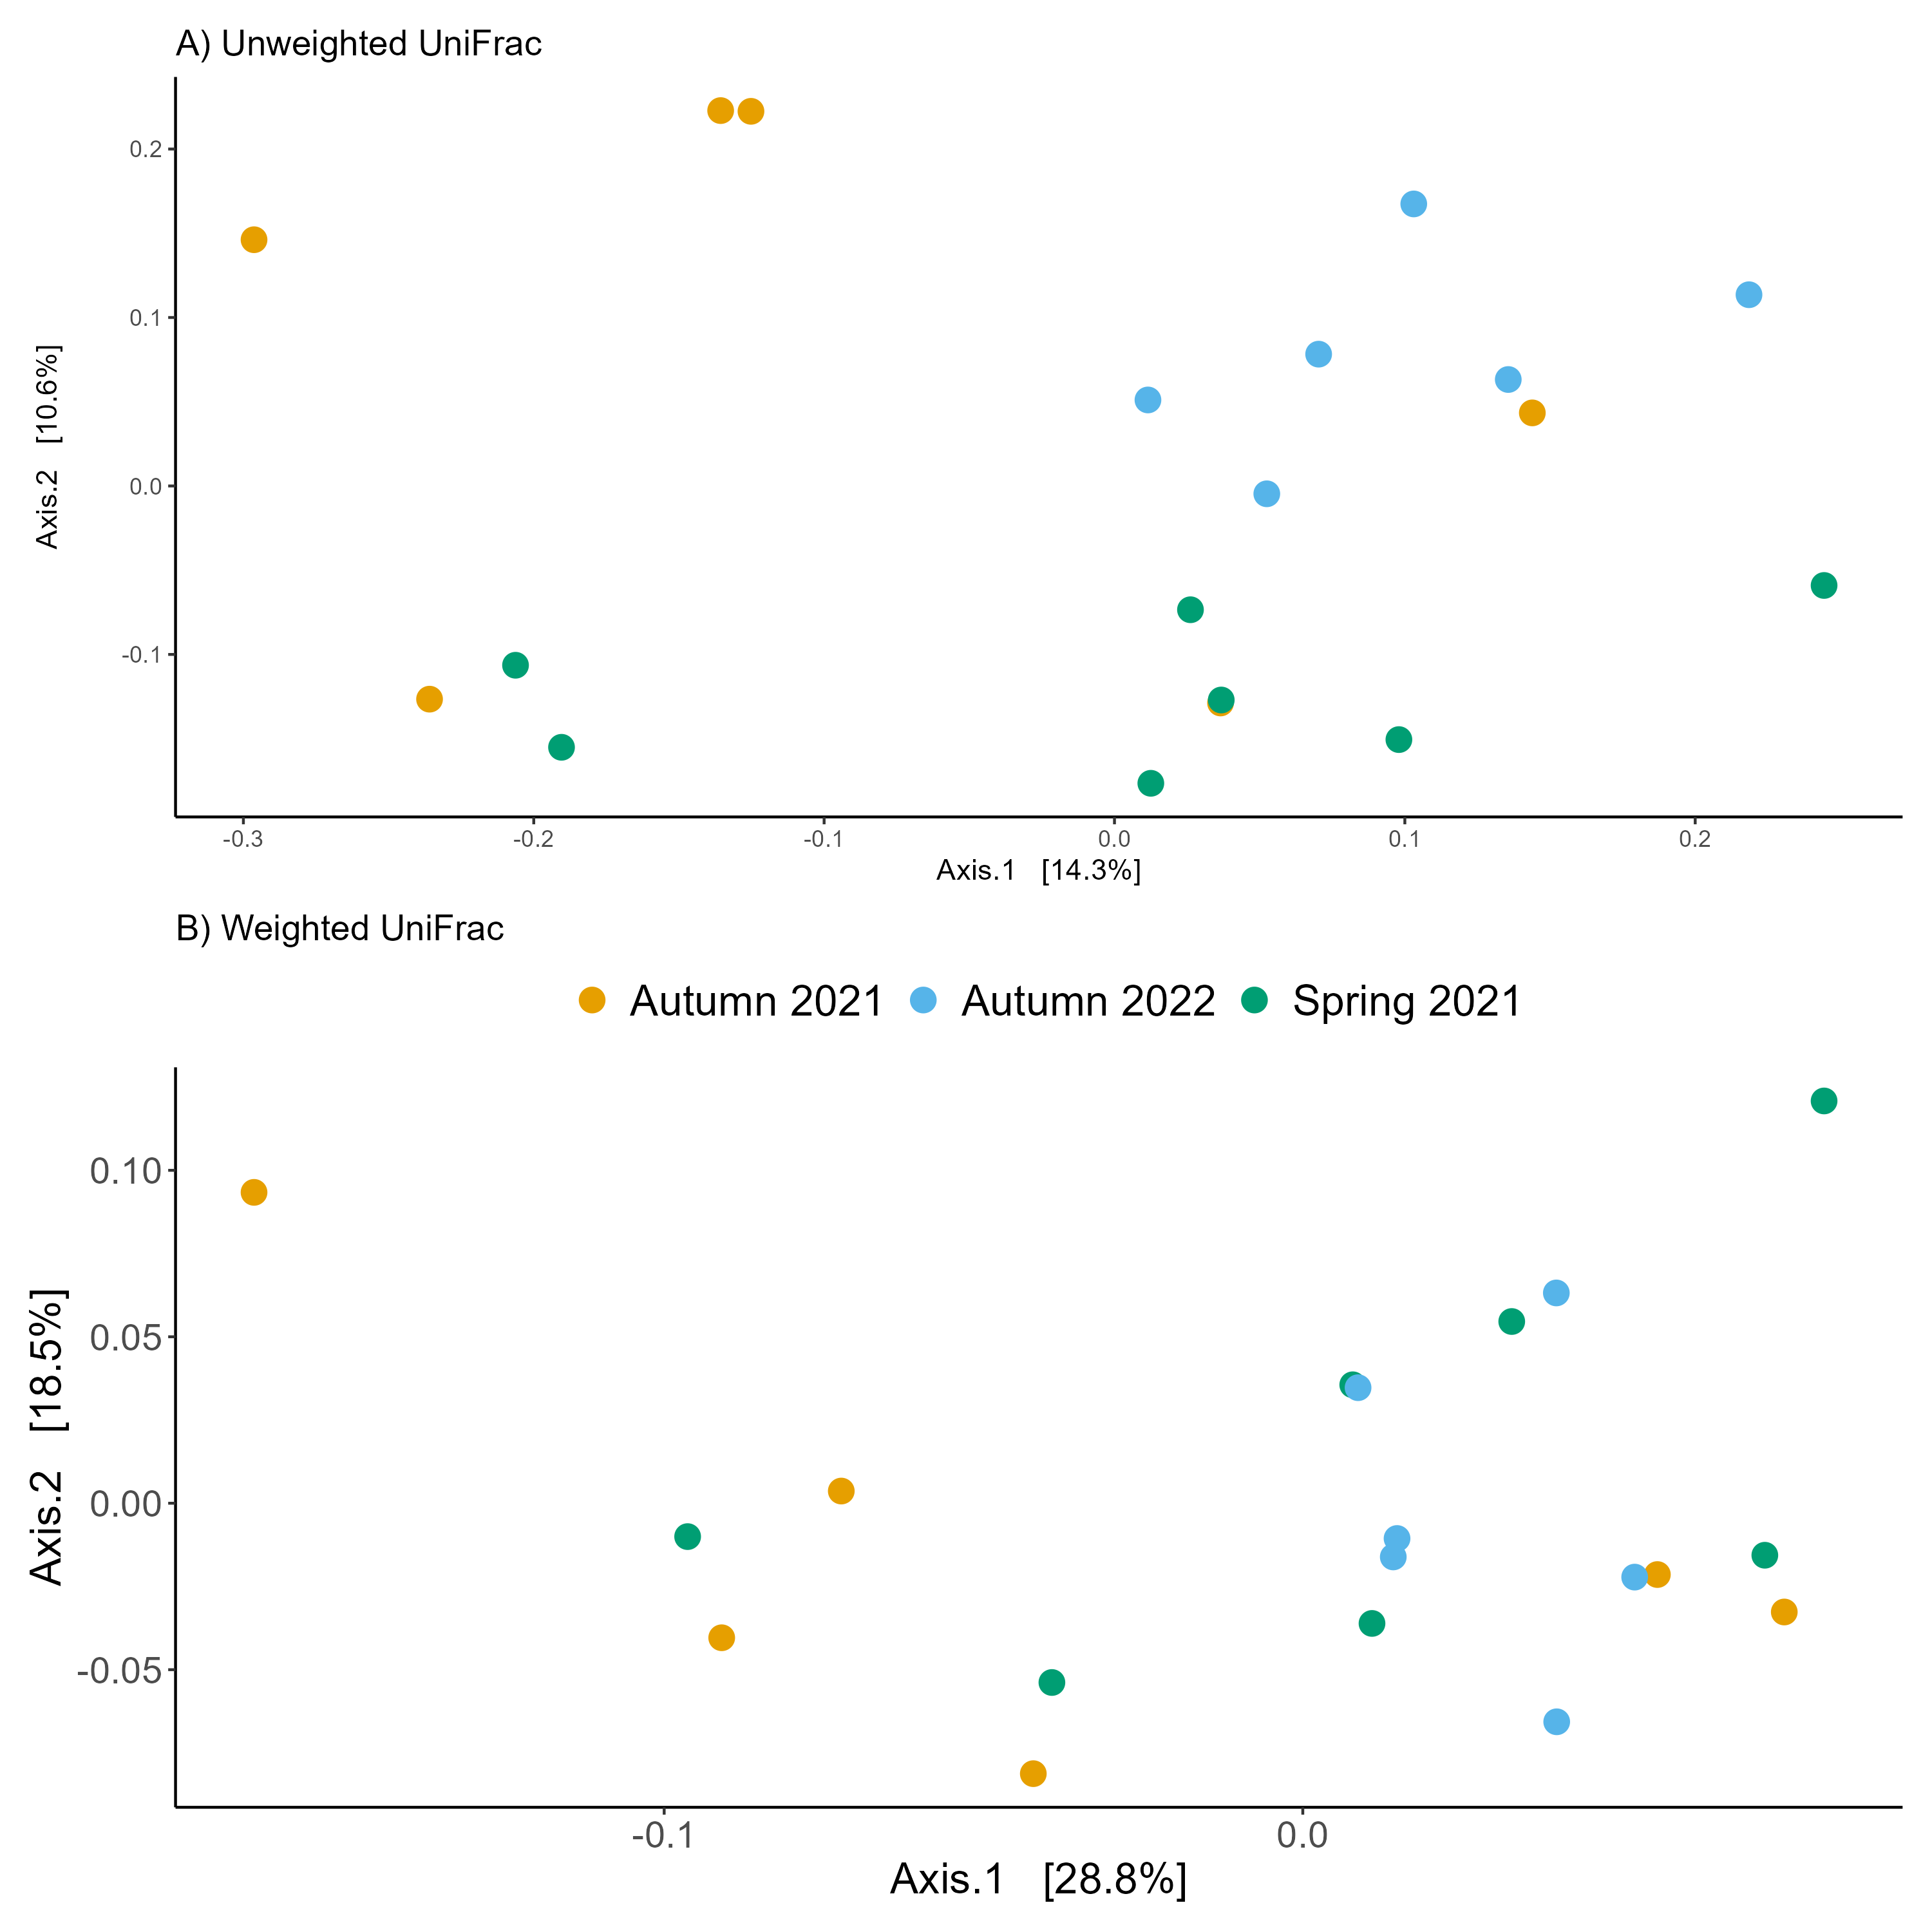 A) Unweighted UniFrac
0.2
0.1
0.0
-0.1
Axis.2 [10.6%]
-0.3 -0.2 -0.1 0.0 0.1 0.2
Axis.1 [14.3%]
B) Weighted UniFrac
Autumn 2021 Autumn 2022 Spring 2021
0.10
0.05
0.00
-0.05
Axis.2 [18.5%]
-0.1 0.0
Axis.1 [28.8%]